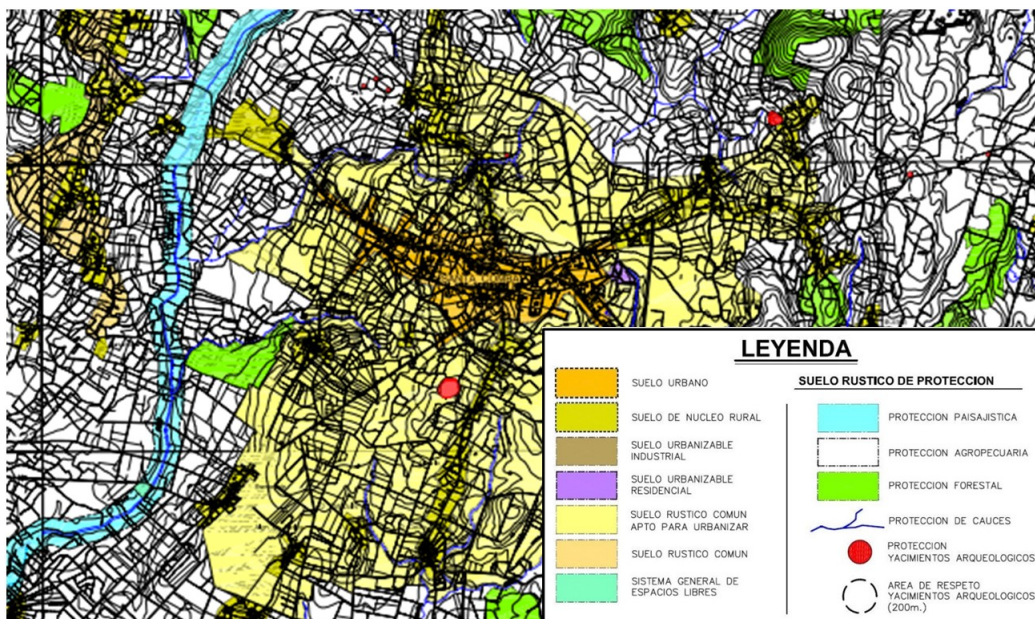 LEYENDA
SUELO URBANO
SUELO DE NUCLEO RURAL
SUELO URBANIZABLE
INDUSTRIAL
SUELO URBANIZABLE
RESIDENCIAL
SUELO RUSTICO COMUN
APTO PARA URBANIZAR
SUELO RUSTICO COMUN
SISTEMA GENERAL DE
ESPACIOS LIBRES
SUELO RUSTICO DE PROTECCION
PROTECCION PAISAJISTICA
PROTECCION AGROPECUARIA
PROTECCION FORESTAL
PROTECCION DE CAUCES
PROTECCION
YACIMIENTOS ARQUEOLOGICOS
AREA DE RESPETO
YACIMIENTOS ARQUEOLOGICOS
(200m.)